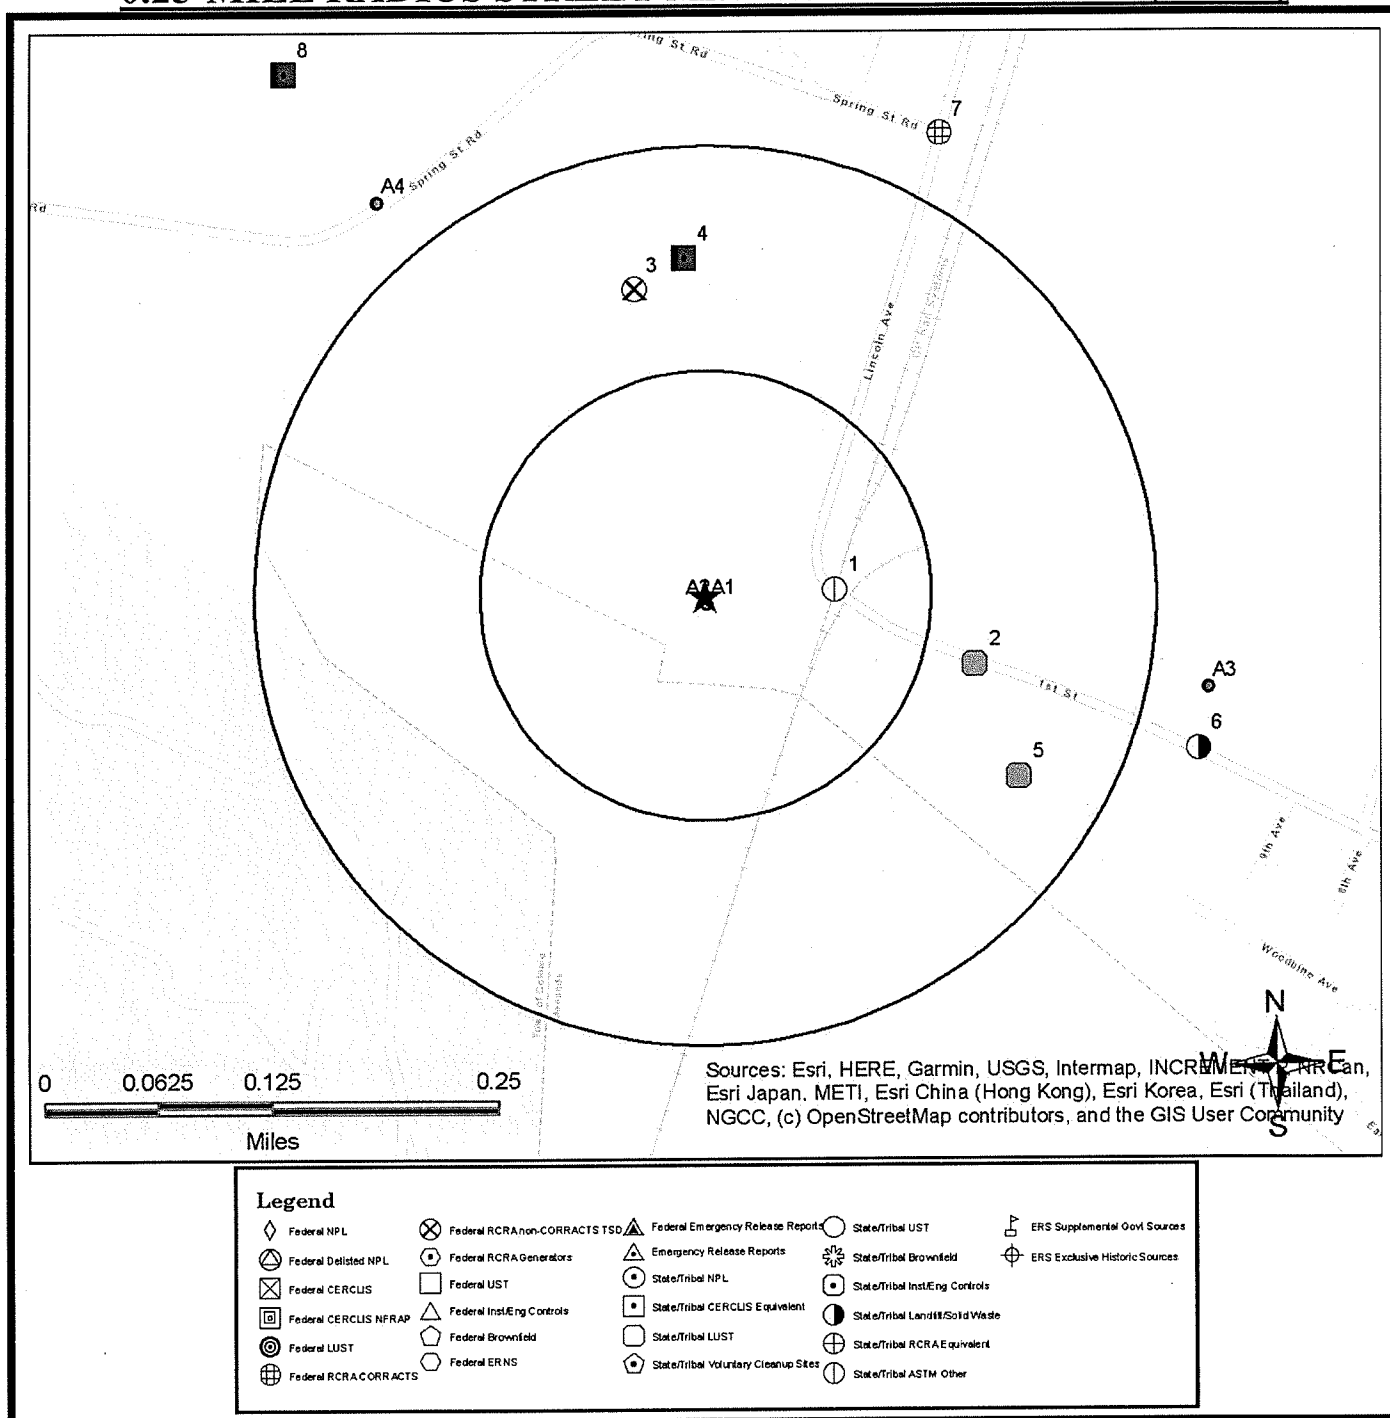 8
7
Spring St Rd
Spring St Rd
A4
Rd
4
3
Lincoln Ave
1
A1
2
A3
1st St
6
5
9th Ave
8th Ave
Woodbine Ave
N
W
E
S
0 0.0625 0.125 0.25
Miles
Sources: Esri, HERE, Garmin, USGS, Intermap,
Esri Japan, METI, Esri China (Hong Kong), Esri Korea, Esri (Thailand),
NGCC, (c) OpenStreetMap contributors, and the GIS User Community
Legend
Federal NPL
Federal Delisted NPL
Federal CERCLIS
Federal CERCLIS NFRAP
Federal LUST
Federal RCRA CORRACTS
Federal RCRA non-CORRACTS TSD
Federal RCRA Generators
Federal UST
Federal Inst/Eng Controls
Federal Brownfield
Federal ERNS
Federal Emergency Release Reports
Emergency Release Reports
State/Tribal NPL
State/Tribal CERCLIS Equivalent
State/Tribal LUST
State/Tribal Voluntary Cleanup Sites
State/Tribal UST
State/Tribal Brownfield
State/Tribal Inst/Eng Controls
State/Tribal Landfill/Solid Waste
State/Tribal RCRA Equivalent
State/Tribal ASTM Other
ERS Supplemental Govt Sources
ERS Exclusive Historic Sources